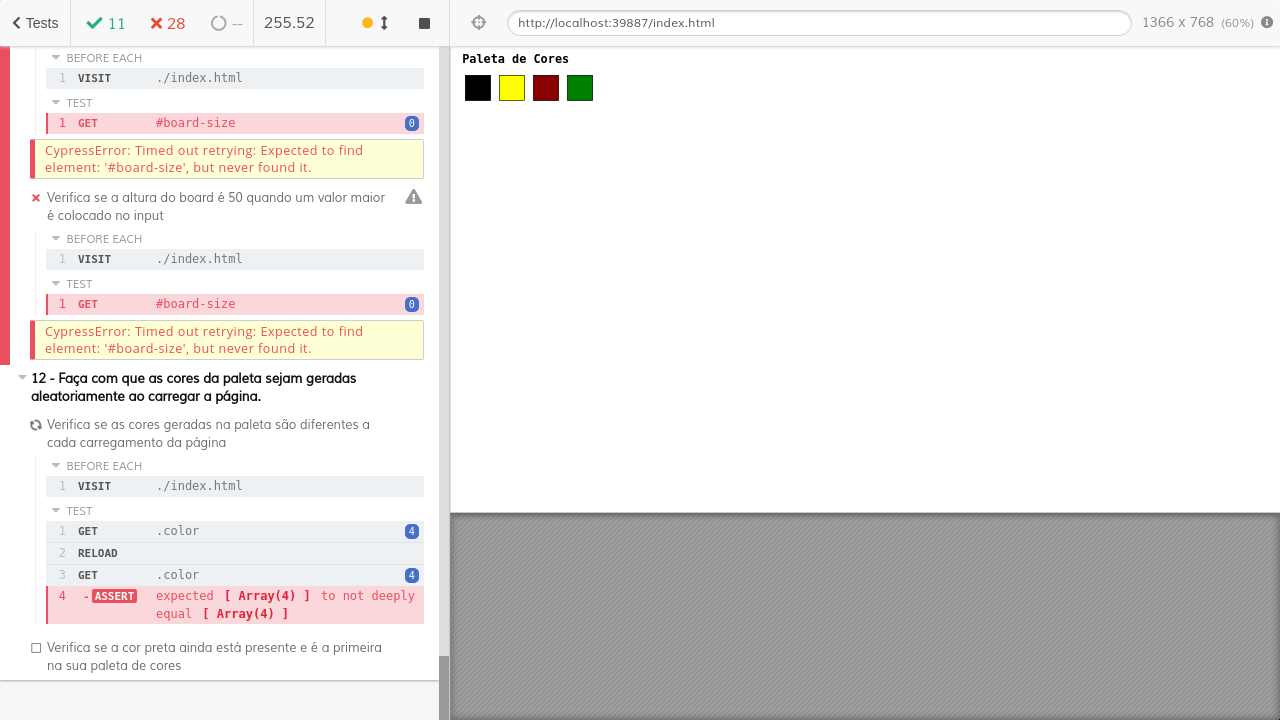 Tests 11 28 -- 255.52
http://localhost:39887/index.html 1366 x 768 (60%)
BEFORE EACH
1 VISIT ./index.html
TEST
1 GET #board-size 0
CypressError: Timed out retrying: Expected to find
element: '#board-size', but never found it.
Verifica se a altura do board é 50 quando um valor maior
é colocado no input
BEFORE EACH
1 VISIT ./index.html
TEST
1 GET #board-size 0
CypressError: Timed out retrying: Expected to find
element: '#board-size', but never found it.
12 - Faça com que as cores da paleta sejam geradas
aleatoriamente ao carregar a página.
Verifica se as cores geradas na paleta são diferentes a
cada carregamento da página
BEFORE EACH
1 VISIT ./index.html
TEST
1 GET .color 4
2 RELOAD
3 GET .color 4
4 -ASSERT expected [ Array(4) ] to not deeply
equal [ Array(4) ]
Verifica se a cor preta ainda está presente e é a primeira
na sua paleta de cores
Paleta de Cores